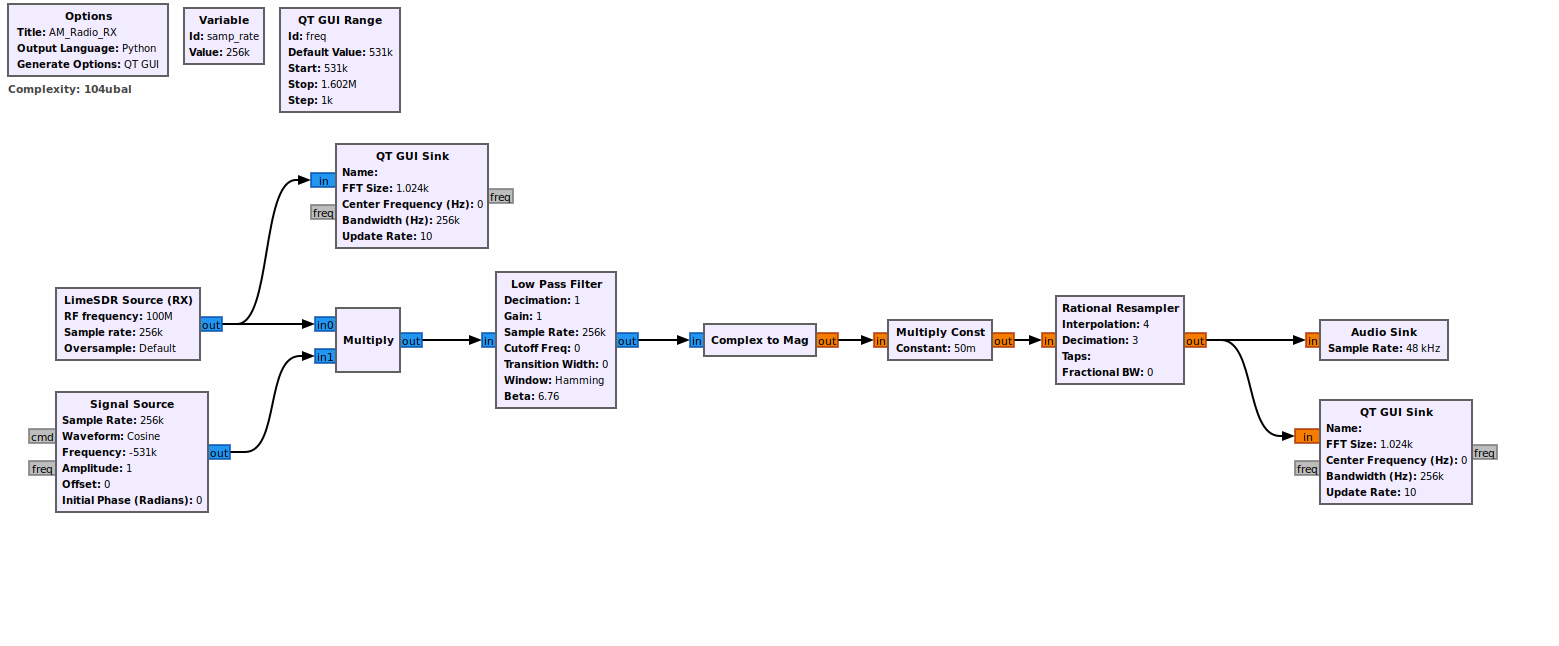 Options
Title: AM_Radio_RX
Output Language: Python
Generate Options: QT GUI
Complexity: 104ubal
Variable
Id: samp_rate
Value: 256k
QT GUI Range
Id: freq
Default Value: 531k
Start: 531k
Stop: 1.602M
Step: 1k
QT GUI Sink
Name:
FFT Size: 1.024k
Center Frequency (Hz): 0
Bandwidth (Hz): 256k
Update Rate: 10
in
freq
freq
LimeSDR Source (RX)
RF frequency: 100M
Sample rate: 256k
Oversample: Default
out
Signal Source
Sample Rate: 256k
Waveform: Cosine
Frequency: -531k
Amplitude: 1
Offset: 0
Initial Phase (Radians): 0
cmd
freq
out
in0
in1
Multiply
out
Low Pass Filter
Decimation: 1
Gain: 1
Sample Rate: 256k
Cutoff Freq: 0
Transition Width: 0
Window: Hamming
Beta: 6.76
in
out
in
Complex to Mag
out
in
Multiply Const
Constant: 50m
out
in
Rational Resampler
Interpolation: 4
Decimation: 3
Taps:
Fractional BW: 0
out
in
Audio Sink
Sample Rate: 48 kHz
QT GUI Sink
Name:
FFT Size: 1.024k
Center Frequency (Hz): 0
Bandwidth (Hz): 256k
Update Rate: 10
in
freq
freq